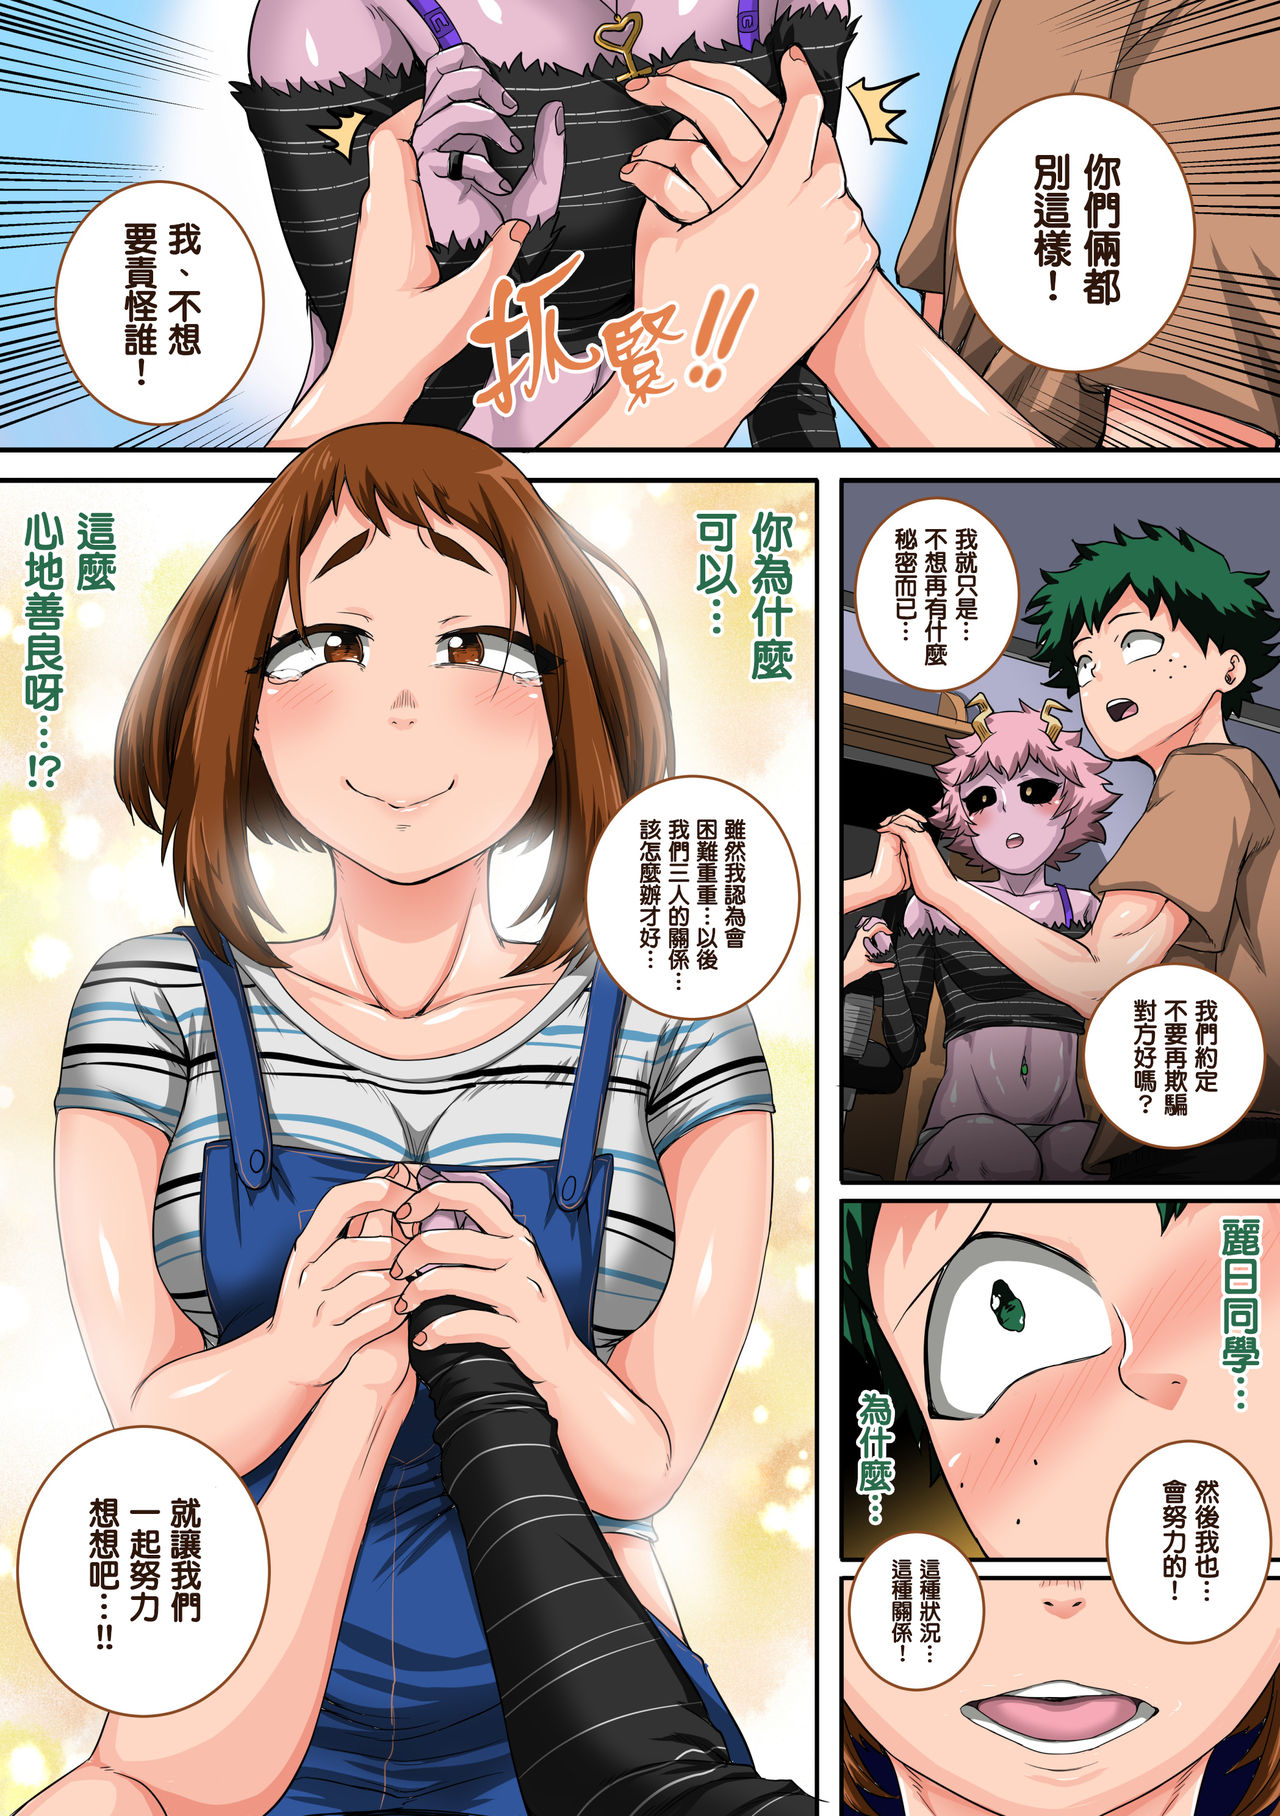 你們倆都
別這樣！
抓緊!!
我、不想
要責怪誰！
我就只是…
不想再有什麼
秘密而已…
我們約定
不要再欺騙
對方好嗎？
麗日同學…
然後我也…
會努力的！
為什麼…
這種狀況…
這種關係！
你為什麼
可以…
雖然我認為會
困難重重…以後
我們三人的關係…
該怎麼辦才好…
這麼
心地善良呀…!?
就讓我們
一起努力
想想吧…!!